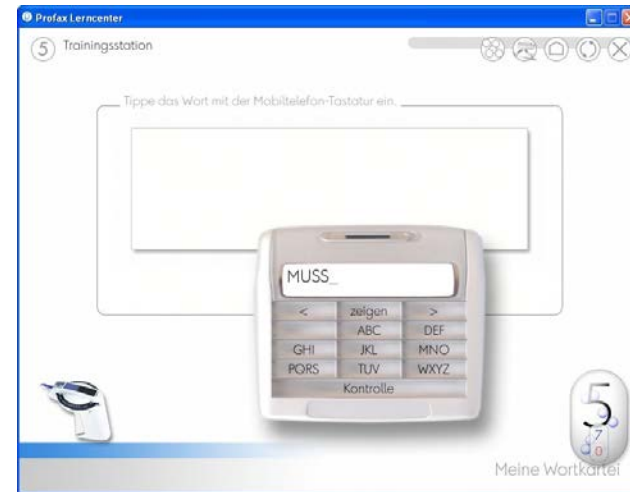 Profax Lerncenter
5 Trainingsstation
Tippe das Wort mit der Mobiltelefon-Tastatur ein.
MUSS_
< zeigen >
ABC DEF
GHI JKL MNO
PQRS TUV WXYZ
Kontrolle
5
7
0
Meine Wortkartei